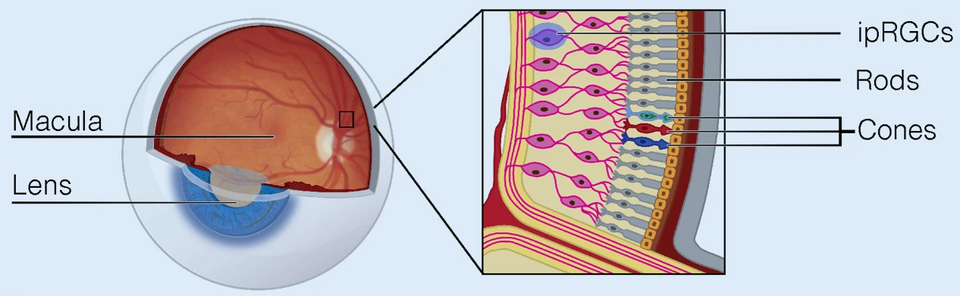 Macula
Lens
ipRGCs
Rods
Cones